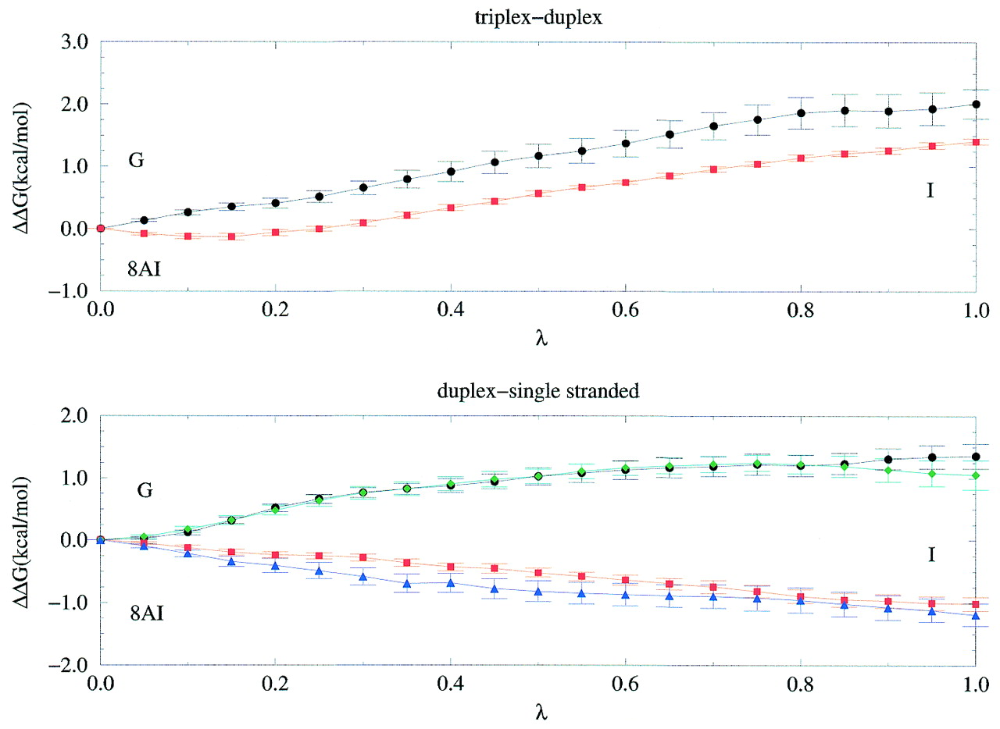 triplex−duplex
3.0
2.0
1.0
0.0
−1.0
ΔΔG(kcal/mol)
G
I
8AI
0.0 0.2 0.4 0.6 0.8 1.0
λ
duplex−single stranded
2.0
1.0
0.0
−1.0
−2.0
ΔΔG(kcal/mol)
G
I
8AI
0.0 0.2 0.4 0.6 0.8 1.0
λ